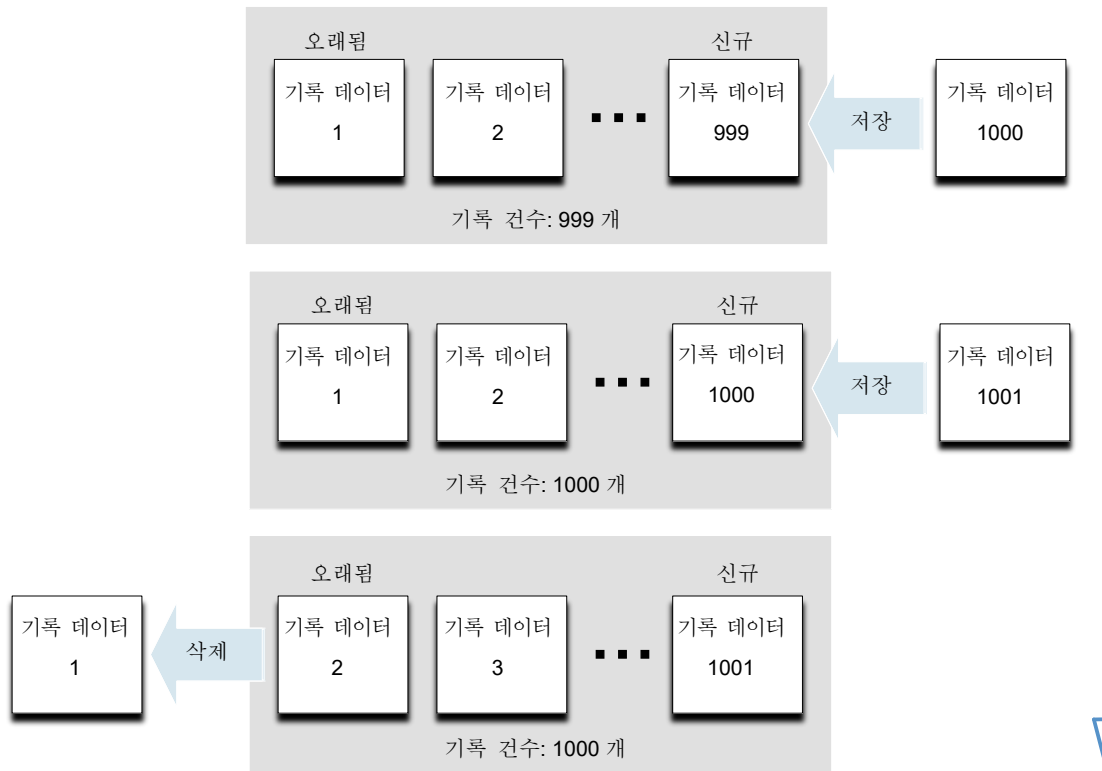 오래됨 신규
기록 데이터 기록 데이터 기록 데이터 저장 기록 데이터
1 2 ▪▪▪ 999 1000
기록 건수: 999 개
오래됨 신규
기록 데이터 기록 데이터 기록 데이터 저장 기록 데이터
1 2 ▪▪▪ 1000 1001
기록 건수: 1000 개
오래됨 신규
기록 데이터 삭제 기록 데이터 기록 데이터 기록 데이터
1 2 3 ▪▪▪ 1001
기록 건수: 1000 개